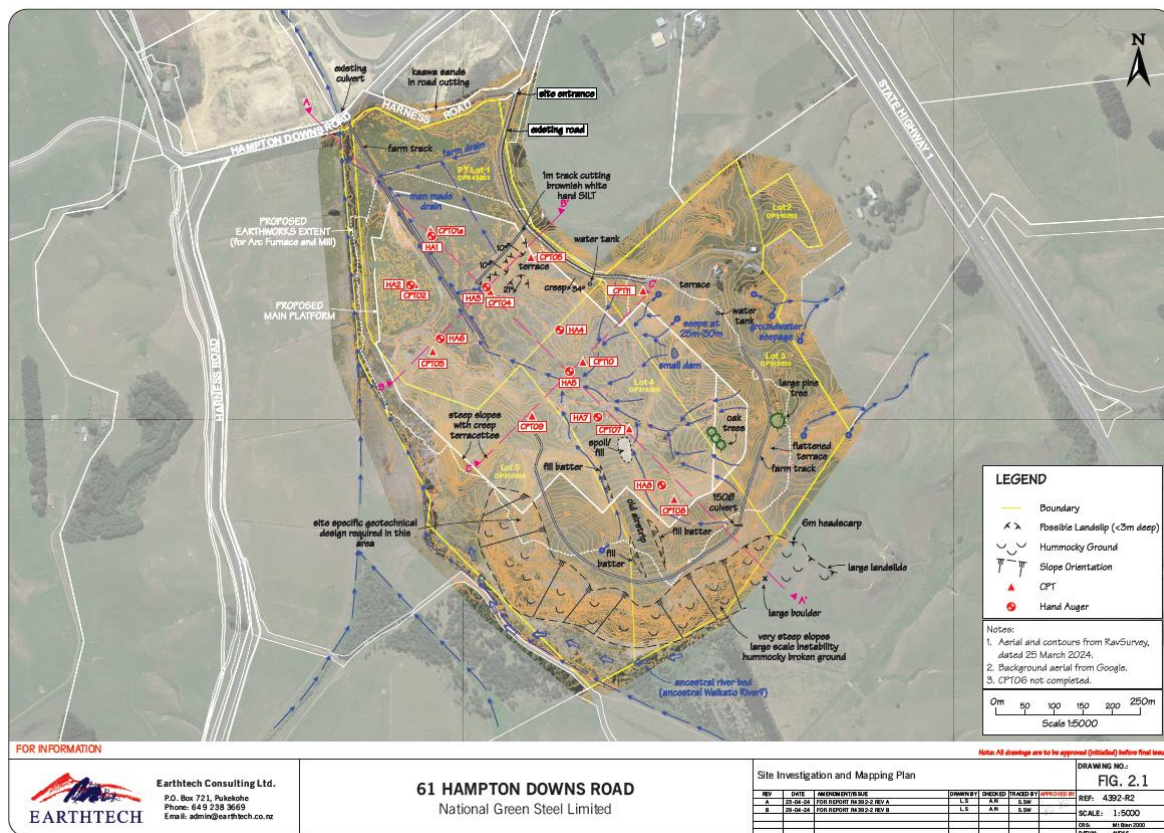 N
existing
culvert
kaawa sands
in road cutting
site entrance
HARNESS ROAD
existing road
HAMPTON DOWNS ROAD
A
farm track
farm drain
PT Lot 1
1m track cutting
brownish white
hard SILT
STATE HIGHWAY 1
Lot 2
man made
drain
B'
PROPOSED
EARTHWORKS EXTENT
(for Arc Furnace and Mill)
CPT01a
HA1
water tank
10°
10°
terrace
CPT05
21°
HA2
CPT02
HA3
CPT04
creep 34°
CPT11
C'
terrace
PROPOSED
MAIN PLATFORM
seeps at
25m-30m
water
tank
groundwater
seepage
HA4
HA6
CPT03
small dam
Lot 3
CPT10
Lot 4
HA5
large pine
tree
HARNESS ROAD
B
steep slopes
with creep
terracettes
CPT09
HA7
CPT07
oak
trees
spoil/
fill
flattened
terrace
C
Lot 5
fill batter
farm track
HA8
CPT08
1500
culvert
site specific geotechnical
design required in this
area
old airstrip
fill batter
6m headscarp
fill
batter
large landslide
A'
large boulder
very steep slopes
large scale instability
hummocky broken ground
ancestral river bed
(ancestral Waikato River?)
LEGEND
Boundary
Possible Landslip (<3m deep)
Hummocky Ground
Slope Orientation
CPT
Hand Auger
Notes:
1. Aerial and contours from RavSurvey,
dated 25 March 2024.
2. Background aerial from Google.
3. CPT06 not completed.
0m 50 100 150 200 250m
Scale 1:5000
FOR INFORMATION
Note: All drawings are to be approved (initialled) before final issue
EARTHTECH
Earthtech Consulting Ltd.
P.O. Box 721, Pukekohe
Phone: 64 9 238 3669
Email: admin@earthtech.co.nz
61 HAMPTON DOWNS ROAD
National Green Steel Limited
Site Investigation and Mapping Plan
REV DATE AMENDMENT/ISSUE DRAWN BY CHECKED TRACED BY APPROVED BY
A 23-04-24 FOR REPORT R4392-2 REV A L.S A.N S.SW
B 29-04-24 FOR REPORT R4392-2 REV B L.S A.N S.SW
DRAWING NO.:
FIG. 2.1
REF: 4392-R2
SCALE: 1:5000